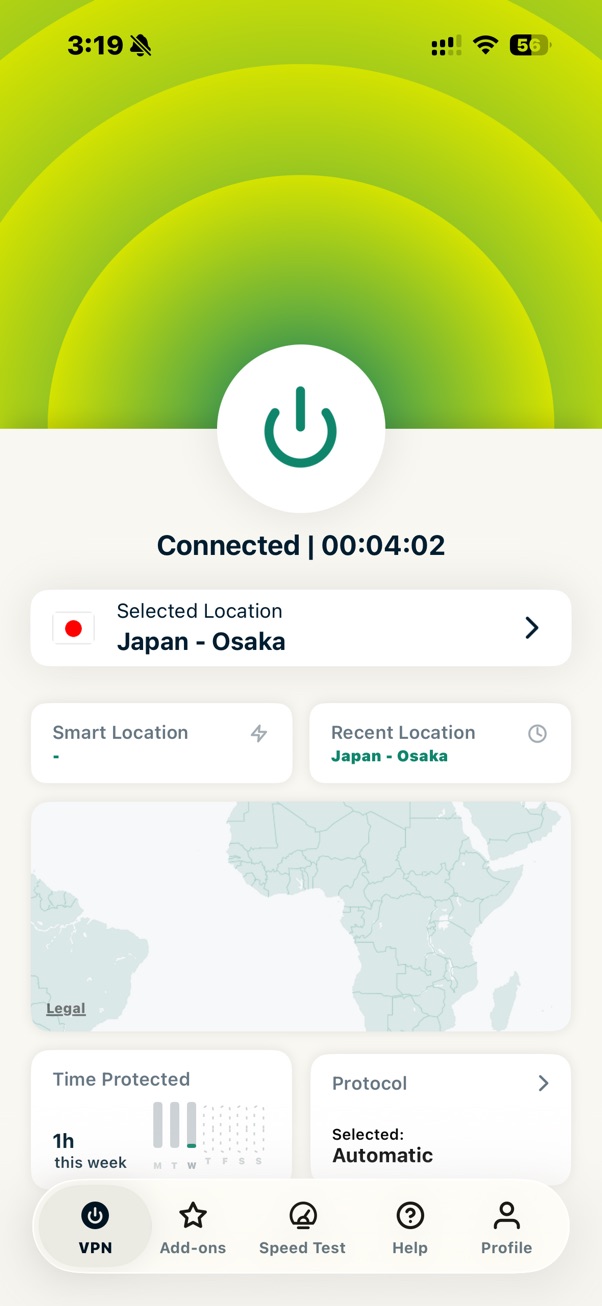 3:19
56
Connected | 00:04:02
Selected Location
Japan - Osaka
Smart Location
-
Recent Location
Japan - Osaka
Legal
Time Protected
1h
this week
M T W T F S S
Protocol
Selected:
Automatic
VPN
Add-ons
Speed Test
Help
Profile